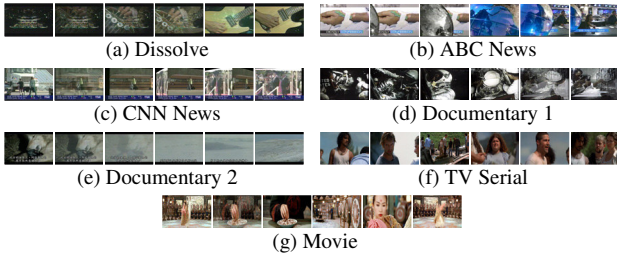 (a) Dissolve
(b) ABC News
(c) CNN News
(d) Documentary 1
(e) Documentary 2
(f) TV Serial
(g) Movie